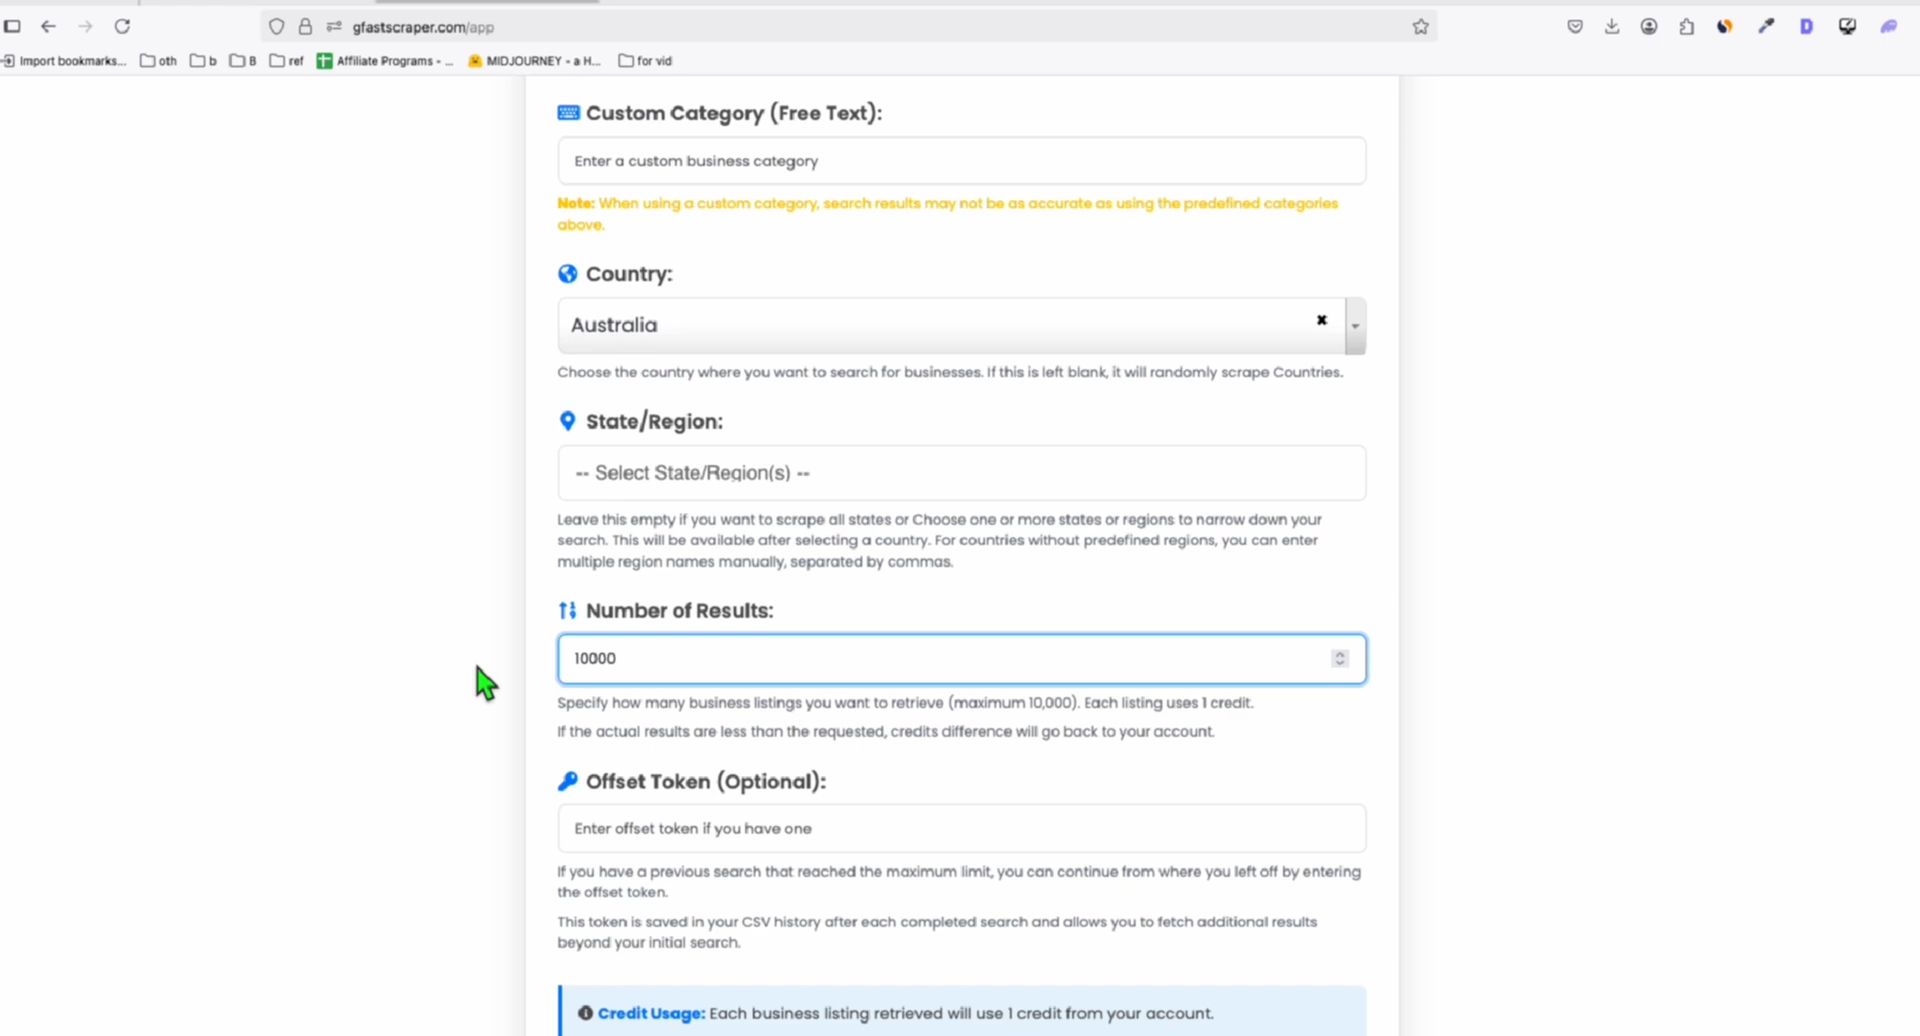 gfastscraper.com/app
Import bookmarks... oth b B ref Affiliate Programs - ... MIDJOURNEY - a H... for vid
Custom Category (Free Text):
Enter a custom business category
Note: When using a custom category, search results may not be as accurate as using the predefined categories
above.
Country:
Australia
Choose the country where you want to search for businesses. If this is left blank, it will randomly scrape Countries.
State/Region:
-- Select State/Region(s) --
Leave this empty if you want to scrape all states or Choose one or more states or regions to narrow down your
search. This will be available after selecting a country. For countries without predefined regions, you can enter
multiple region names manually, separated by commas.
Number of Results:
10000
Specify how many business listings you want to retrieve (maximum 10,000). Each listing uses 1 credit.
If the actual results are less than the requested, credits difference will go back to your account.
Offset Token (Optional):
Enter offset token if you have one
If you have a previous search that reached the maximum limit, you can continue from where you left off by entering
the offset token.
This token is saved in your CSV history after each completed search and allows you to fetch additional results
beyond your initial search.
Credit Usage: Each business listing retrieved will use 1 credit from your account.